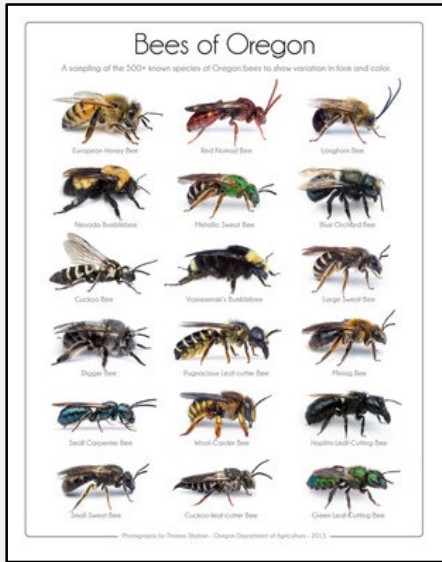 Bees of Oregon
A sampling of the 500+ known species of Oregon bees to show variation in form and color.
European Honey Bee
Red Nomad Bee
Longhorn Bee
Nevada Bumblebee
Metallic Sweat Bee
Blue Orchard Bee
Cuckoo Bee
Vosnesenski's Bumblebee
Large Sweat Bee
Digger Bee
Pugnacious Leaf-cutter Bee
Mining Bee
Small Carpenter Bee
Wool-Carder Bee
Hoplitis Leaf-Cutting Bee
Small Sweat Bee
Cuckoo-leaf-cutter Bee
Green Leaf-Cutting Bee
Photography by Thomas Shahan - Oregon Department of Agriculture - 2015